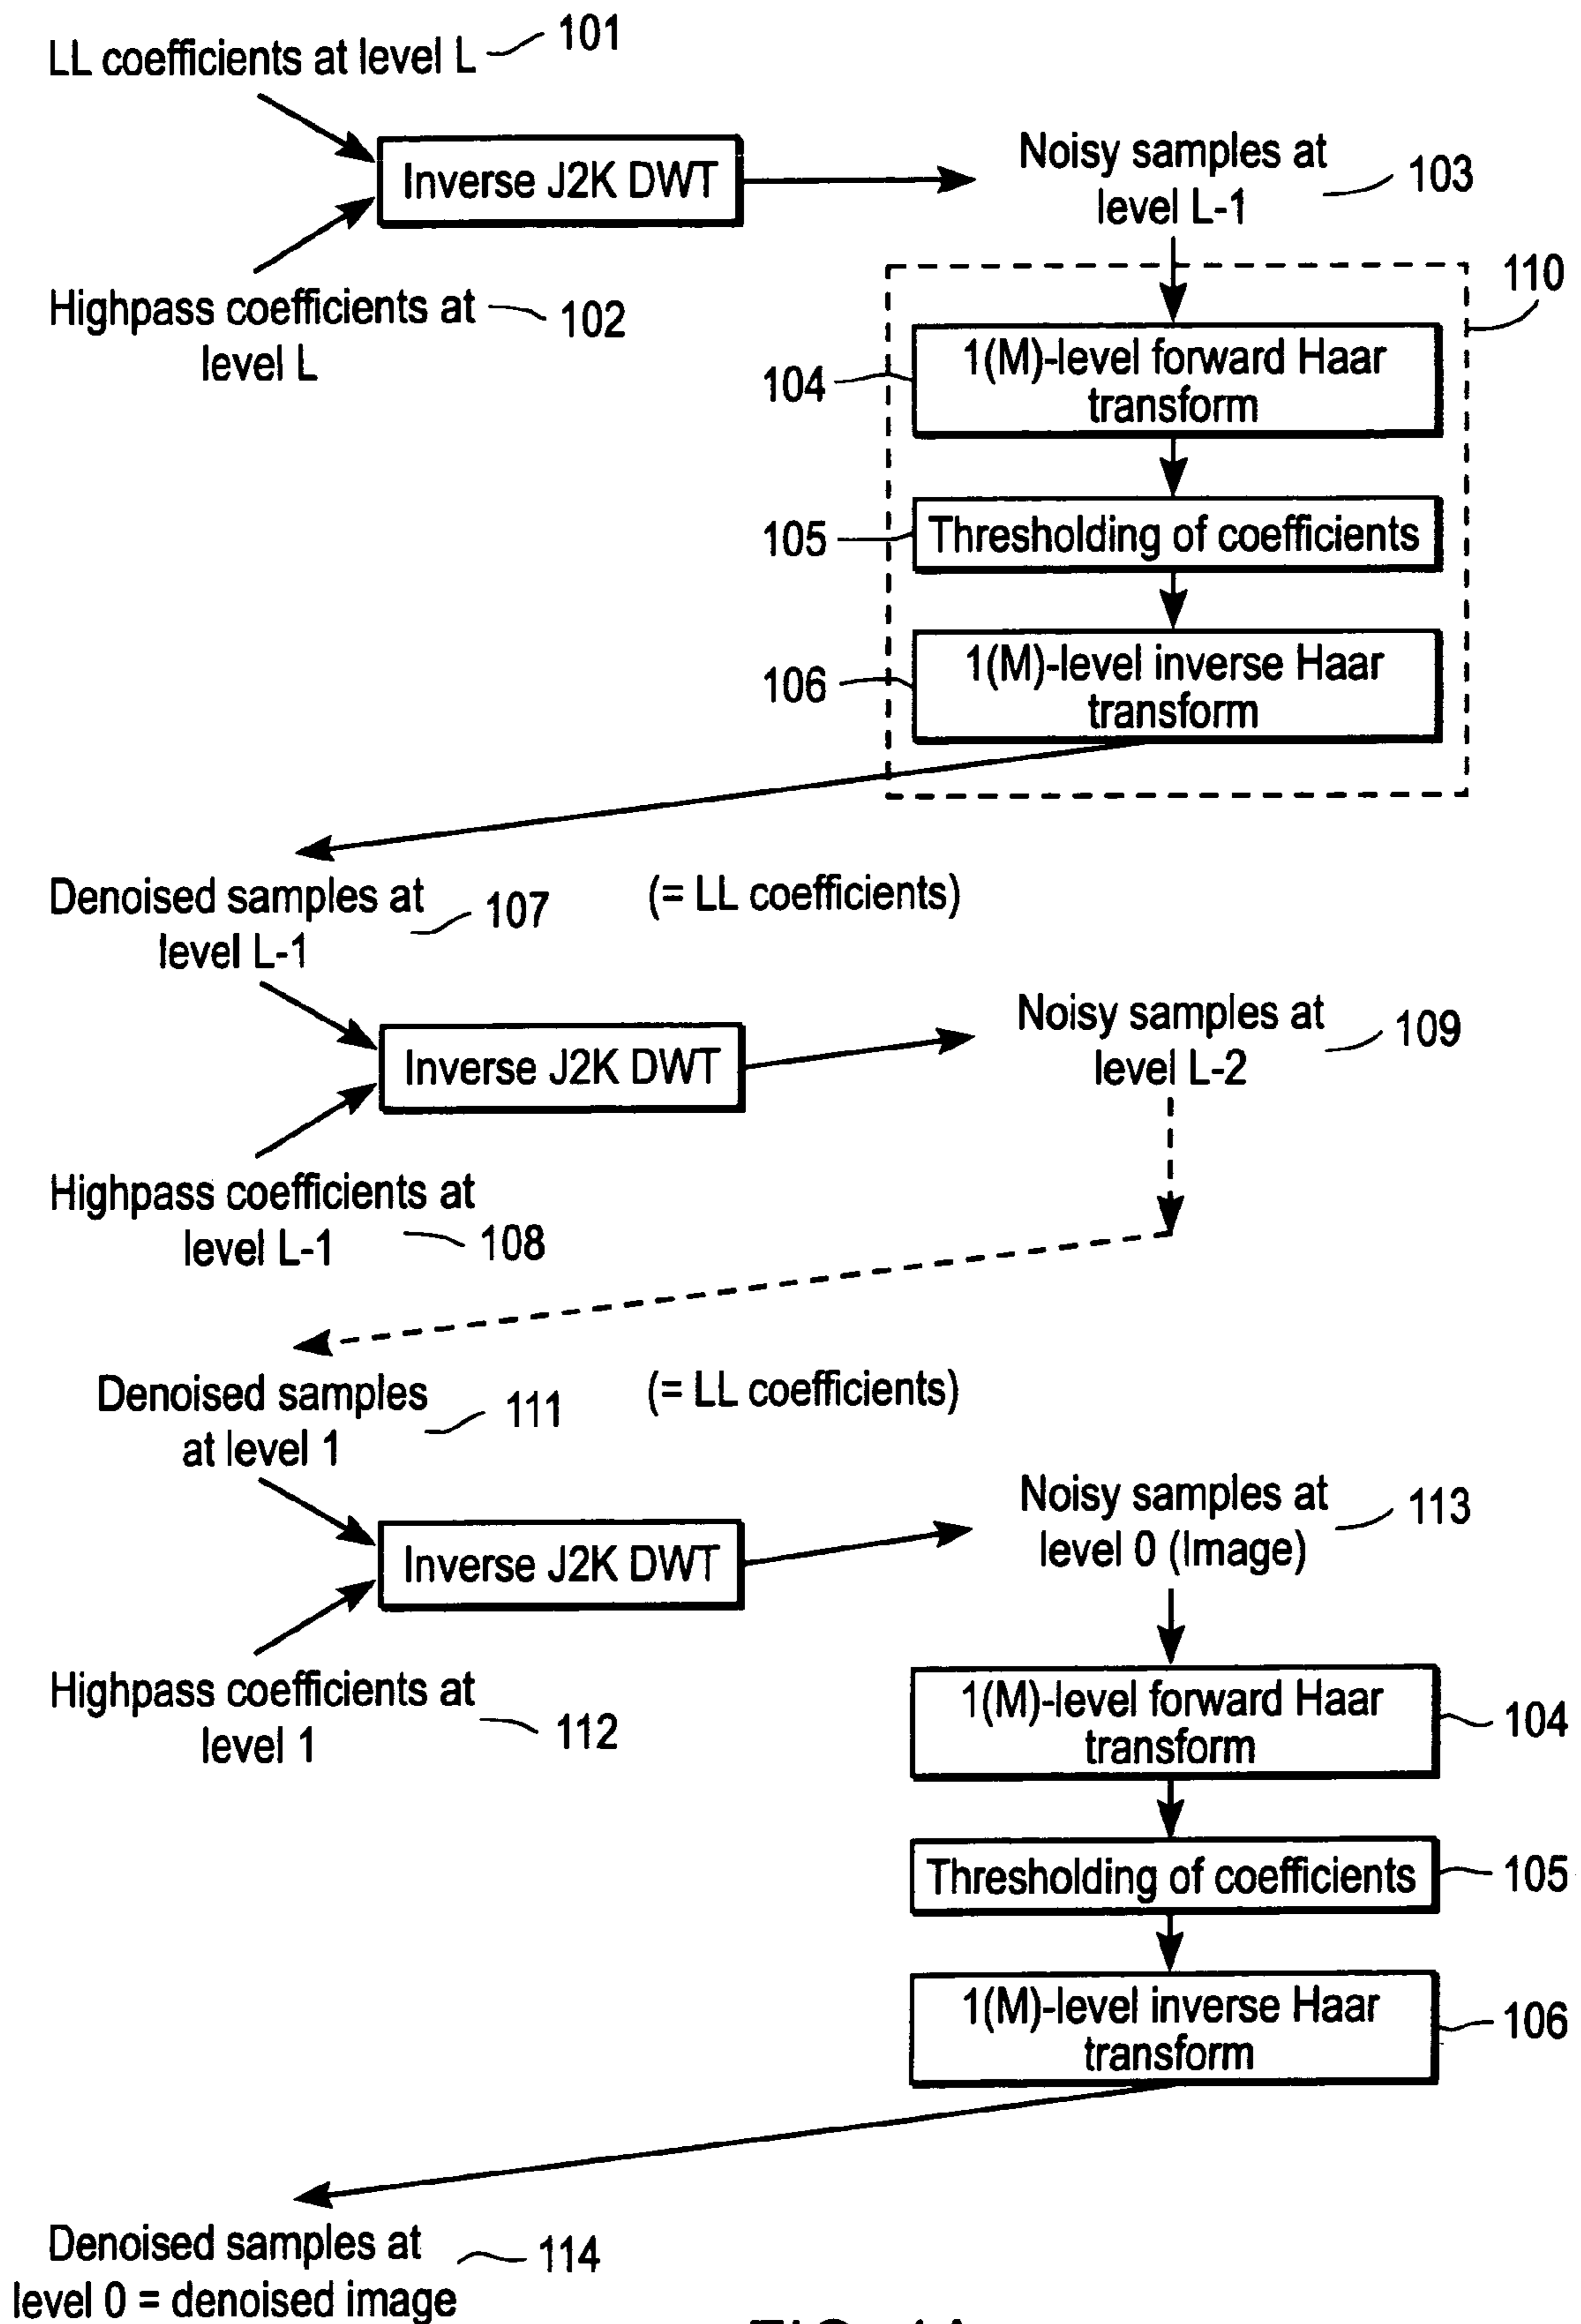 LL coefficients at level L
101
Inverse J2K DWT
Noisy samples at
level L-1
103
Highpass coefficients at
level L
102
110
1(M)-level forward Haar
transform
104
Thresholding of coefficients
105
1(M)-level inverse Haar
transform
106
Denoised samples at
level L-1
107
(= LL coefficients)
Inverse J2K DWT
Noisy samples at
level L-2
109
Highpass coefficients at
level L-1
108
Denoised samples
at level 1
111
(= LL coefficients)
Inverse J2K DWT
Noisy samples at
level 0 (Image)
113
Highpass coefficients at
level 1
112
1(M)-level forward Haar
transform
104
Thresholding of coefficients
105
1(M)-level inverse Haar
transform
106
Denoised samples at
level 0 = denoised image
114